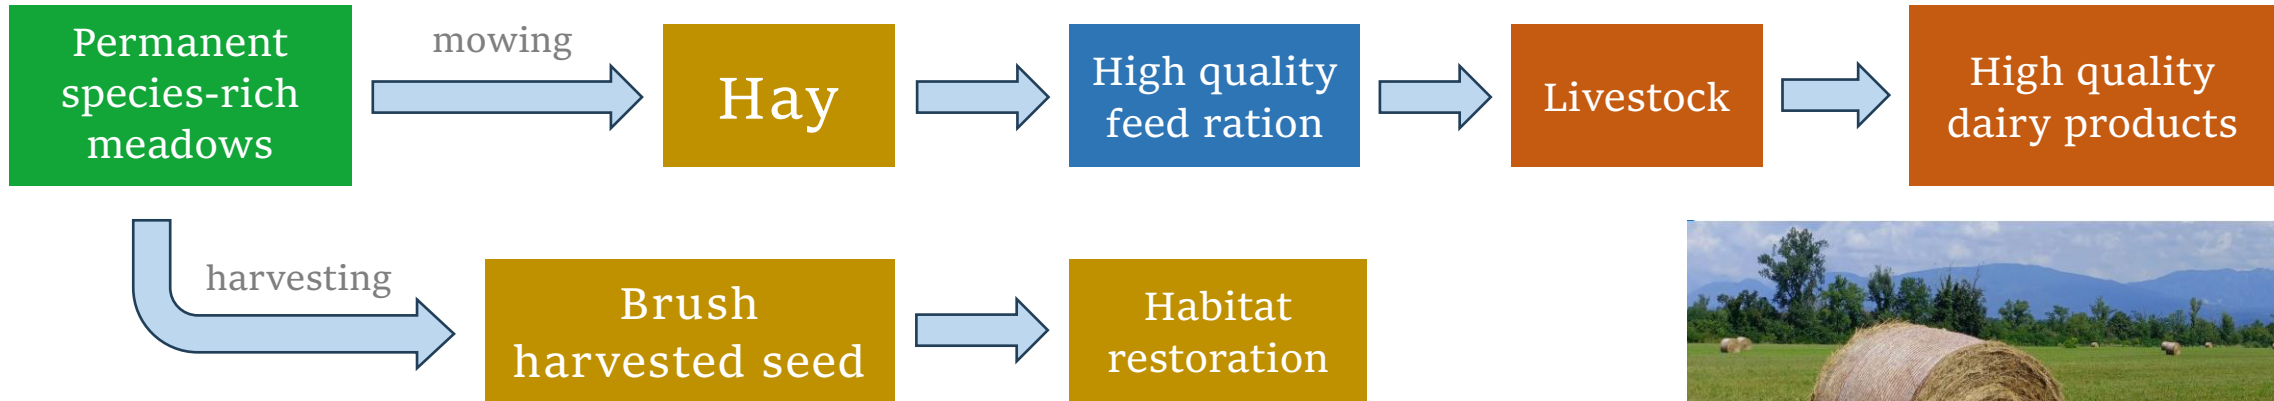 Permanent
species-rich
meadows
mowing
Hay
High quality
feed ration
Livestock
High quality
dairy products
harvesting
Brush
harvested seed
Habitat
restoration